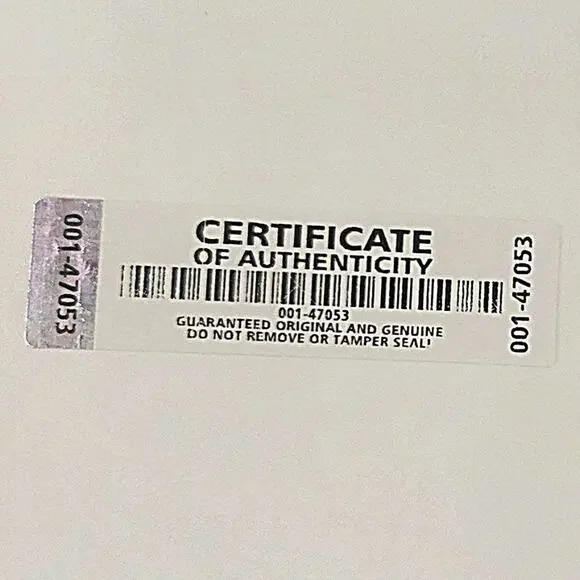 001-47053
CERTIFICATE
OF AUTHENTICITY
001-47053
GUARANTEED ORIGINAL AND GENUINE
DO NOT REMOVE OR TAMPER SEAL!
001-47053